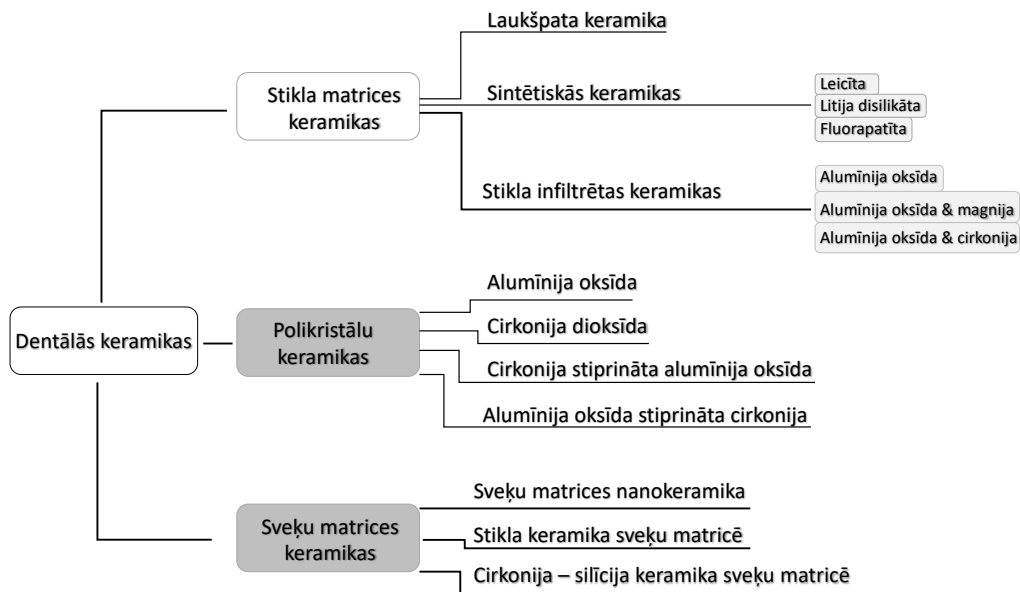 Laukšpata keramika
Stikla matrices
keramikas
Sintētiskās keramikas
Leicīta
Litija disilikāta
Fluorapatīta
Stikla infiltrētas keramikas
Alumīnija oksīda
Alumīnija oksīda & magnija
Alumīnija oksīda & cirkonija
Dentālās keramikas
Polikristālu
keramikas
Alumīnija oksīda
Cirkonija dioksīda
Cirkonija stiprināta alumīnija oksīda
Alumīnija oksīda stiprināta cirkonija
Sveķu matrices
keramikas
Sveķu matrices nanokeramika
Stikla keramika sveķu matricē
Cirkonija – silīcija keramika sveķu matricē